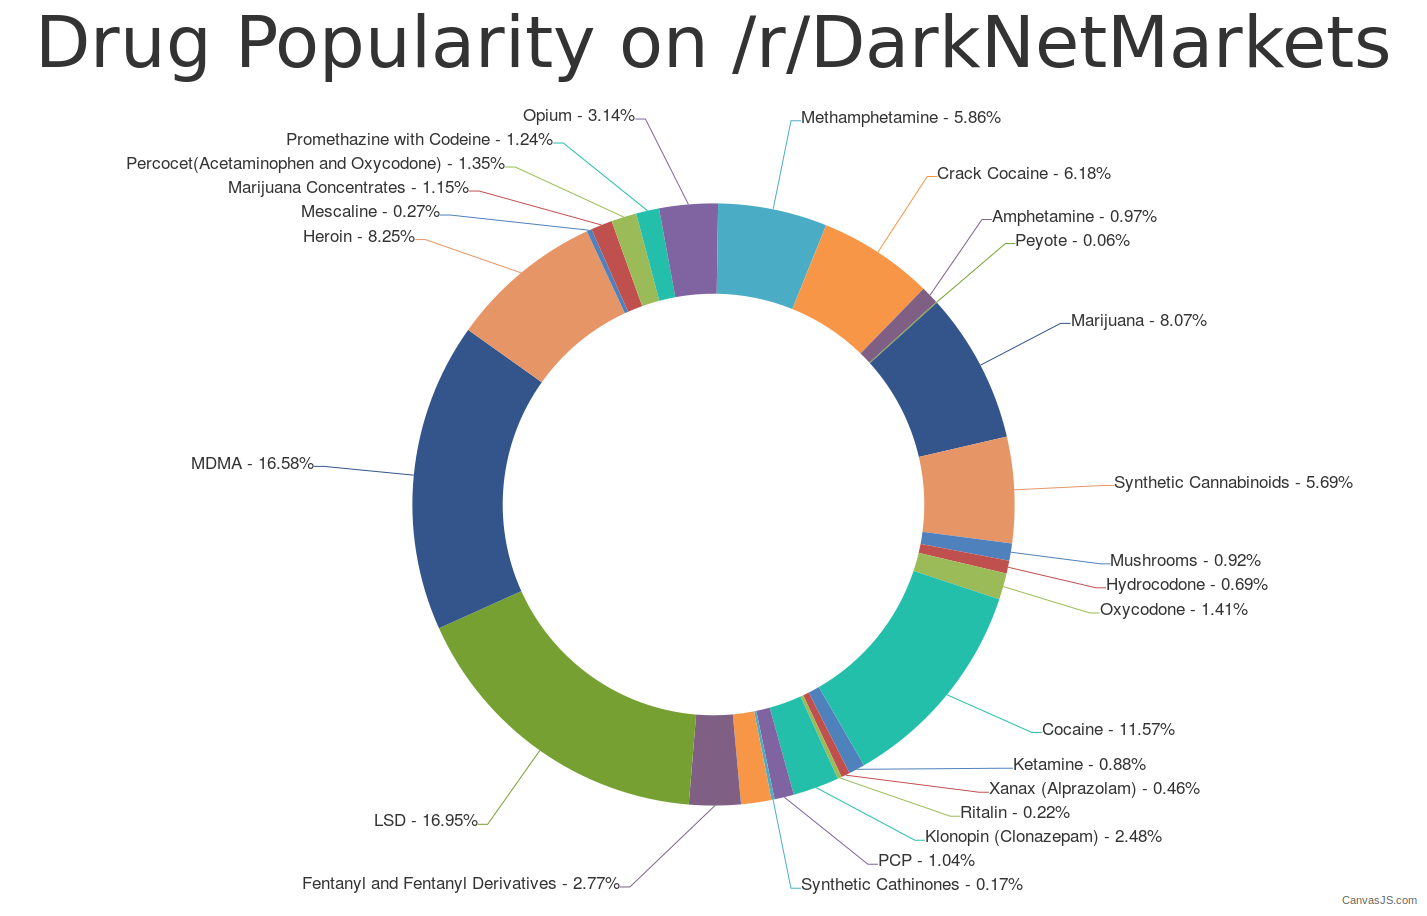 Drug Popularity on /r/DarkNetMarkets
Opium - 3.14%
Methamphetamine - 5.86%
Promethazine with Codeine - 1.24%
Percocet(Acetaminophen and Oxycodone) - 1.35%
Crack Cocaine - 6.18%
Marijuana Concentrates - 1.15%
Mescaline - 0.27%
Amphetamine - 0.97%
Heroin - 8.25%
Peyote - 0.06%
Marijuana - 8.07%
MDMA - 16.58%
Synthetic Cannabinoids - 5.69%
Mushrooms - 0.92%
Hydrocodone - 0.69%
Oxycodone - 1.41%
Cocaine - 11.57%
Ketamine - 0.88%
Xanax (Alprazolam) - 0.46%
Ritalin - 0.22%
LSD - 16.95%
Klonopin (Clonazepam) - 2.48%
PCP - 1.04%
Fentanyl and Fentanyl Derivatives - 2.77%
Synthetic Cathinones - 0.17%
CanvasJS.com